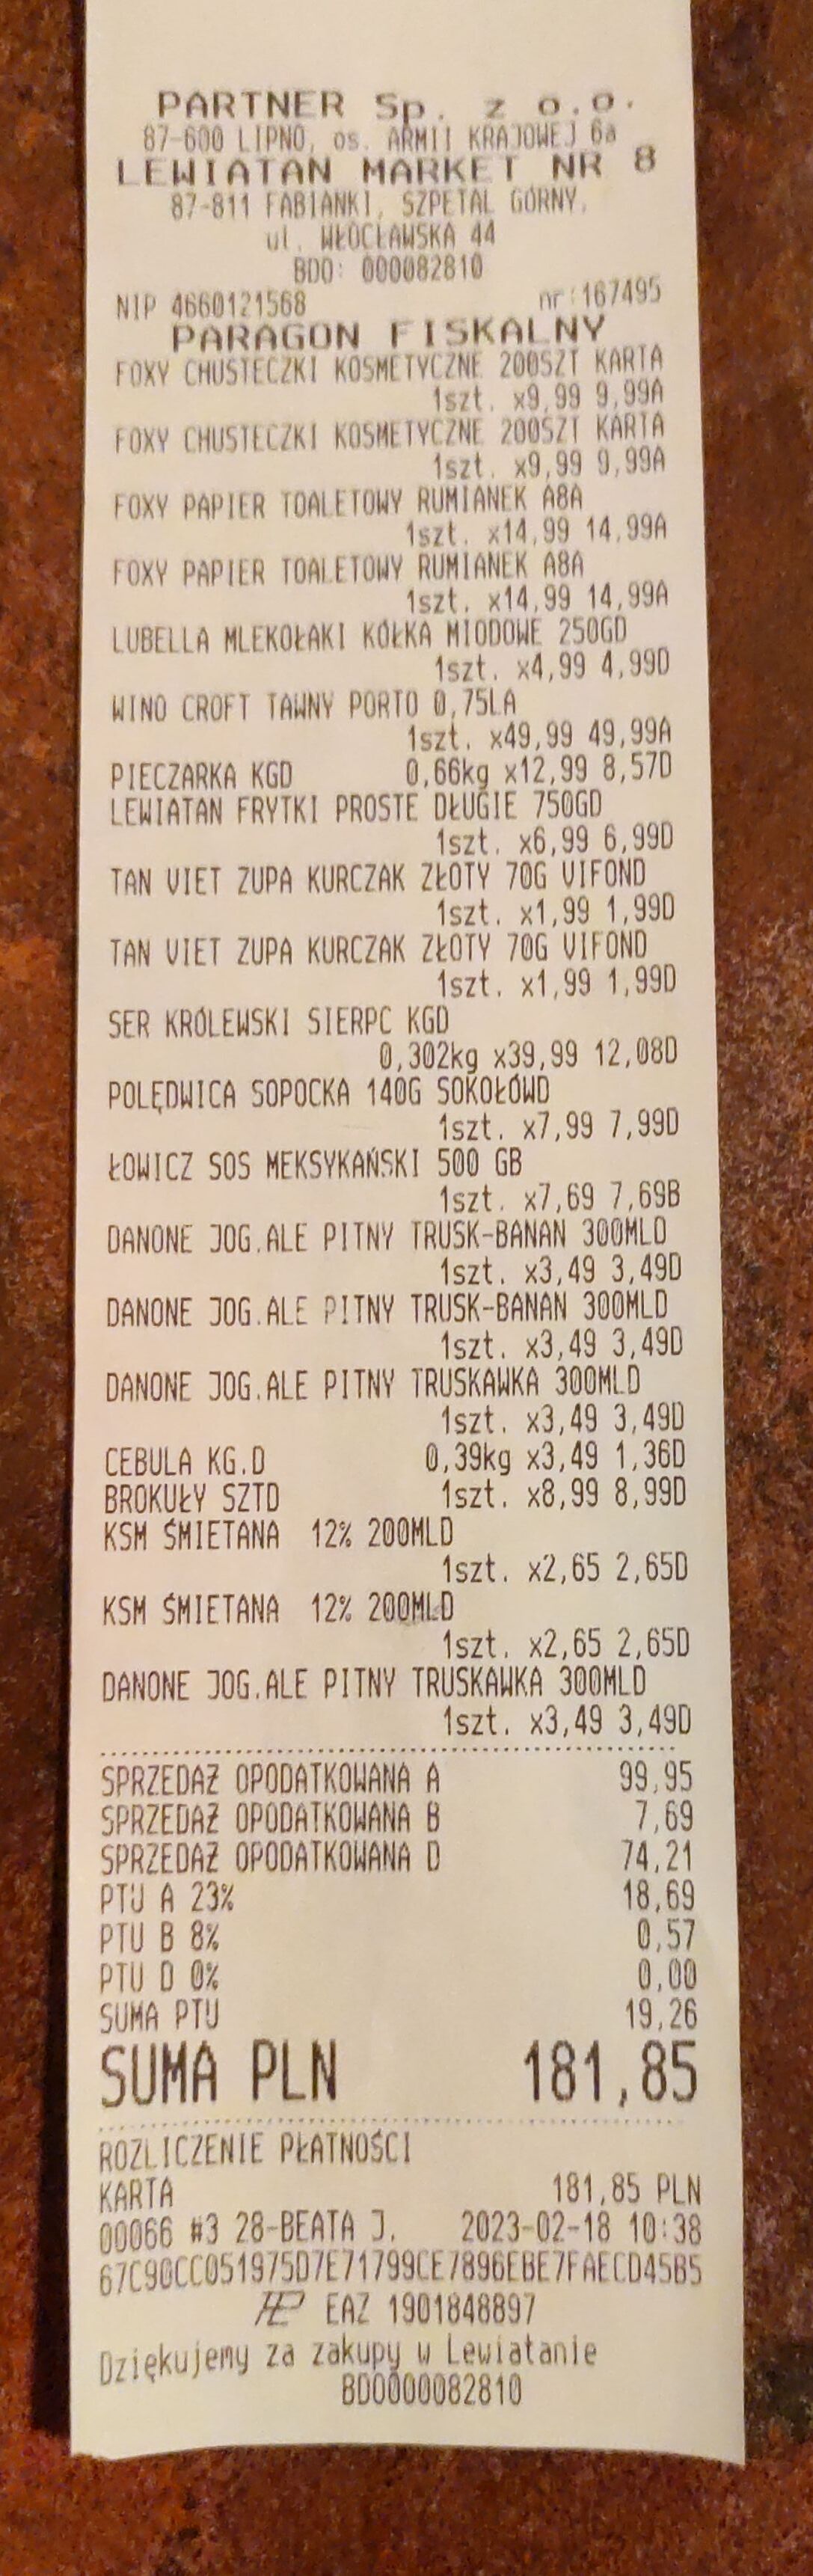 PARTNER Sp. z o.o.
87-600 LIPNO, os. ARMII KRAJOWEJ 6a
LEWIATAN MARKET NR 8
87-811 FABIANKI, SZPETAL GÓRNY,
ul. WŁOCŁAWSKA 44
BDO: 000082810
NIP 4660121568 nr:167495
PARAGON FISKALNY
FOXY CHUSTECZKI KOSMETYCZNE 200SZT KARTA
1szt. x9,99 9,99A
FOXY CHUSTECZKI KOSMETYCZNE 200SZT KARTA
1szt. x9,99 9,99A
FOXY PAPIER TOALETOWY RUMIANEK A8A
1szt. x14,99 14,99A
FOXY PAPIER TOALETOWY RUMIANEK A8A
1szt. x14,99 14,99A
LUBELLA MLEKOŁAKI KÓŁKA MIODOWE 250GD
1szt. x4,99 4,99D
WINO CROFT TAWNY PORTO 0,75LA
1szt. x49,99 49,99A
PIECZARKA KGD 0,66kg x12,99 8,57D
LEWIATAN FRYTKI PROSTE DŁUGIE 750GD
1szt. x6,99 6,99D
TAN VIET ZUPA KURCZAK ZŁOTY 70G VIFOND
1szt. x1,99 1,99D
TAN VIET ZUPA KURCZAK ZŁOTY 70G VIFOND
1szt. x1,99 1,99D
SER KRÓLEWSKI SIERPC KGD
0,302kg x39,99 12,08D
POLĘDWICA SOPOCKA 140G SOKOŁÓWD
1szt. x7,99 7,99D
ŁOWICZ SOS MEKSYKAŃSKI 500 GB
1szt. x7,69 7,69B
DANONE JOG.ALE PITNY TRUSK-BANAN 300MLD
1szt. x3,49 3,49D
DANONE JOG.ALE PITNY TRUSK-BANAN 300MLD
1szt. x3,49 3,49D
DANONE JOG.ALE PITNY TRUSKAWKA 300MLD
1szt. x3,49 3,49D
CEBULA KG.D 0,39kg x3,49 1,36D
BROKUŁY SZTD 1szt. x8,99 8,99D
KSM ŚMIETANA 12% 200MLD
1szt. x2,65 2,65D
KSM ŚMIETANA 12% 200MLD
1szt. x2,65 2,65D
DANONE JOG.ALE PITNY TRUSKAWKA 300MLD
1szt. x3,49 3,49D
SPRZEDAŻ OPODATKOWANA A 99,95
SPRZEDAŻ OPODATKOWANA B 7,69
SPRZEDAŻ OPODATKOWANA D 74,21
PTU A 23% 18,69
PTU B 8% 0,57
PTU D 0% 0,00
SUMA PTU 19,26
SUMA PLN 181,85
ROZLICZENIE PŁATNOŚCI
KARTA 181,85 PLN
00066 #3 28-BEATA J. 2023-02-18 10:38
67C90CC051975D7E71799CE7896EBE7FAECD45B5
EAZ 1901848897
Dziękujemy za zakupy w Lewiatanie
BDO000082810